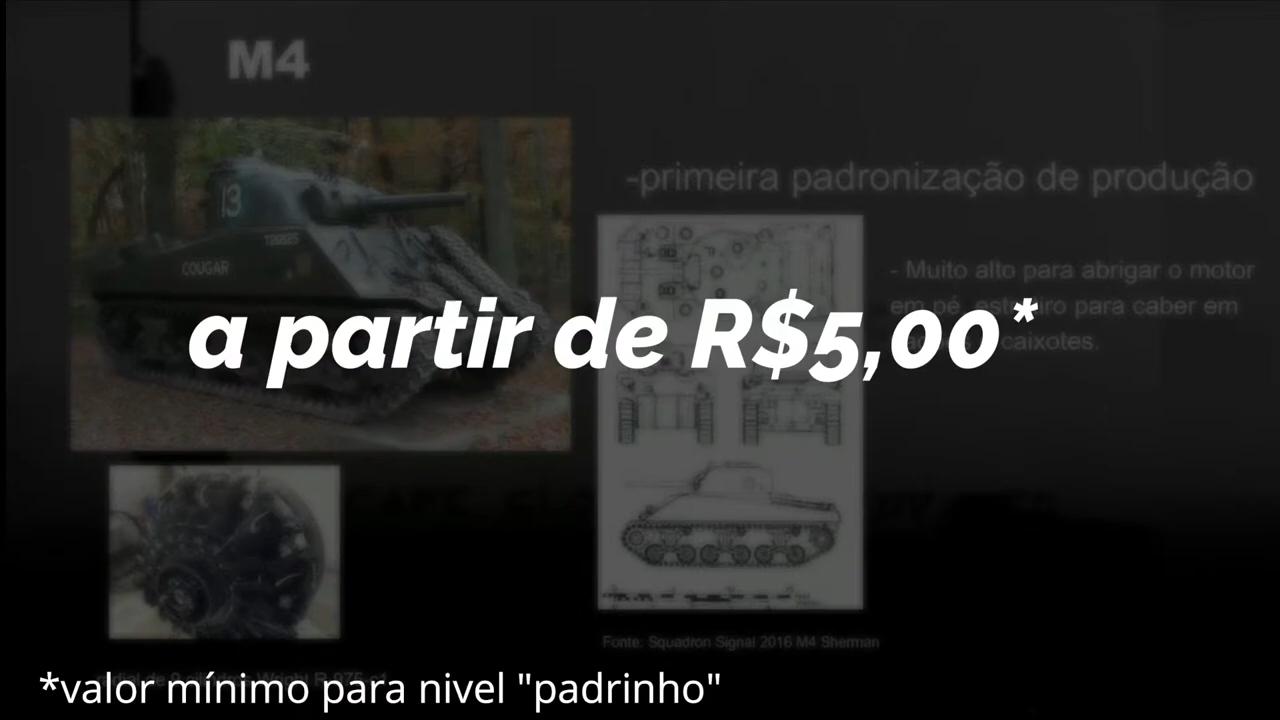 M4
-primeira padronização de produção
13
COUGAR
- Muito alto para abrigar o motor
em pé, para caber em
caixotes.
a partir de R$5,00*
Fonte: Squadron Signal 2016 M4 Sherman
*valor mínimo para nivel "padrinho"